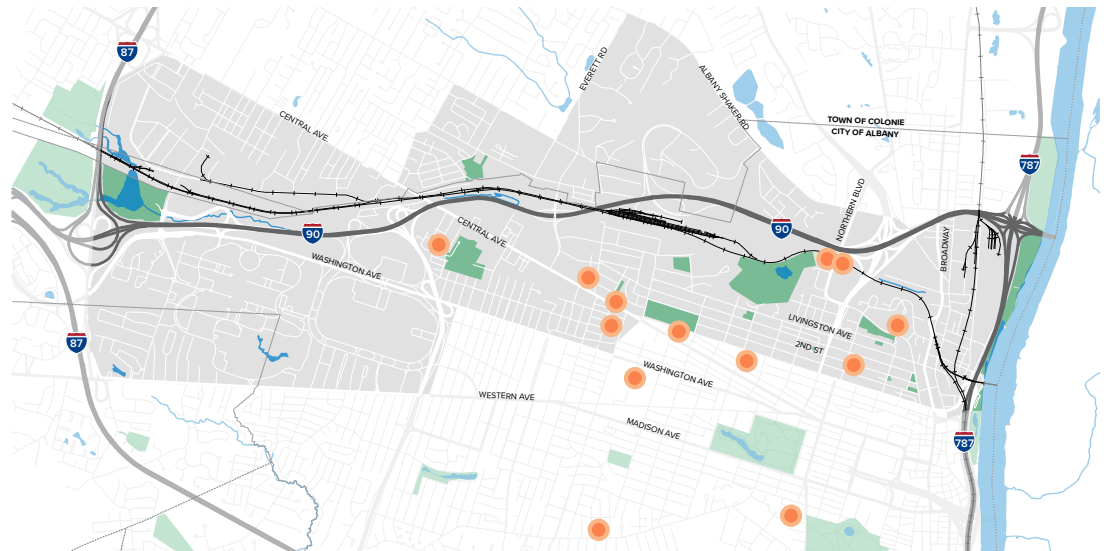 87
EVERETT RD
ALBANY SHAKER RD
CENTRAL AVE
TOWN OF COLONIE
CITY OF ALBANY
787
NORTHERN BLVD
90
90
CENTRAL AVE
BROADWAY
WASHINGTON AVE
LIVINGSTON AVE
87
2ND ST
WASHINGTON AVE
WESTERN AVE
MADISON AVE
787